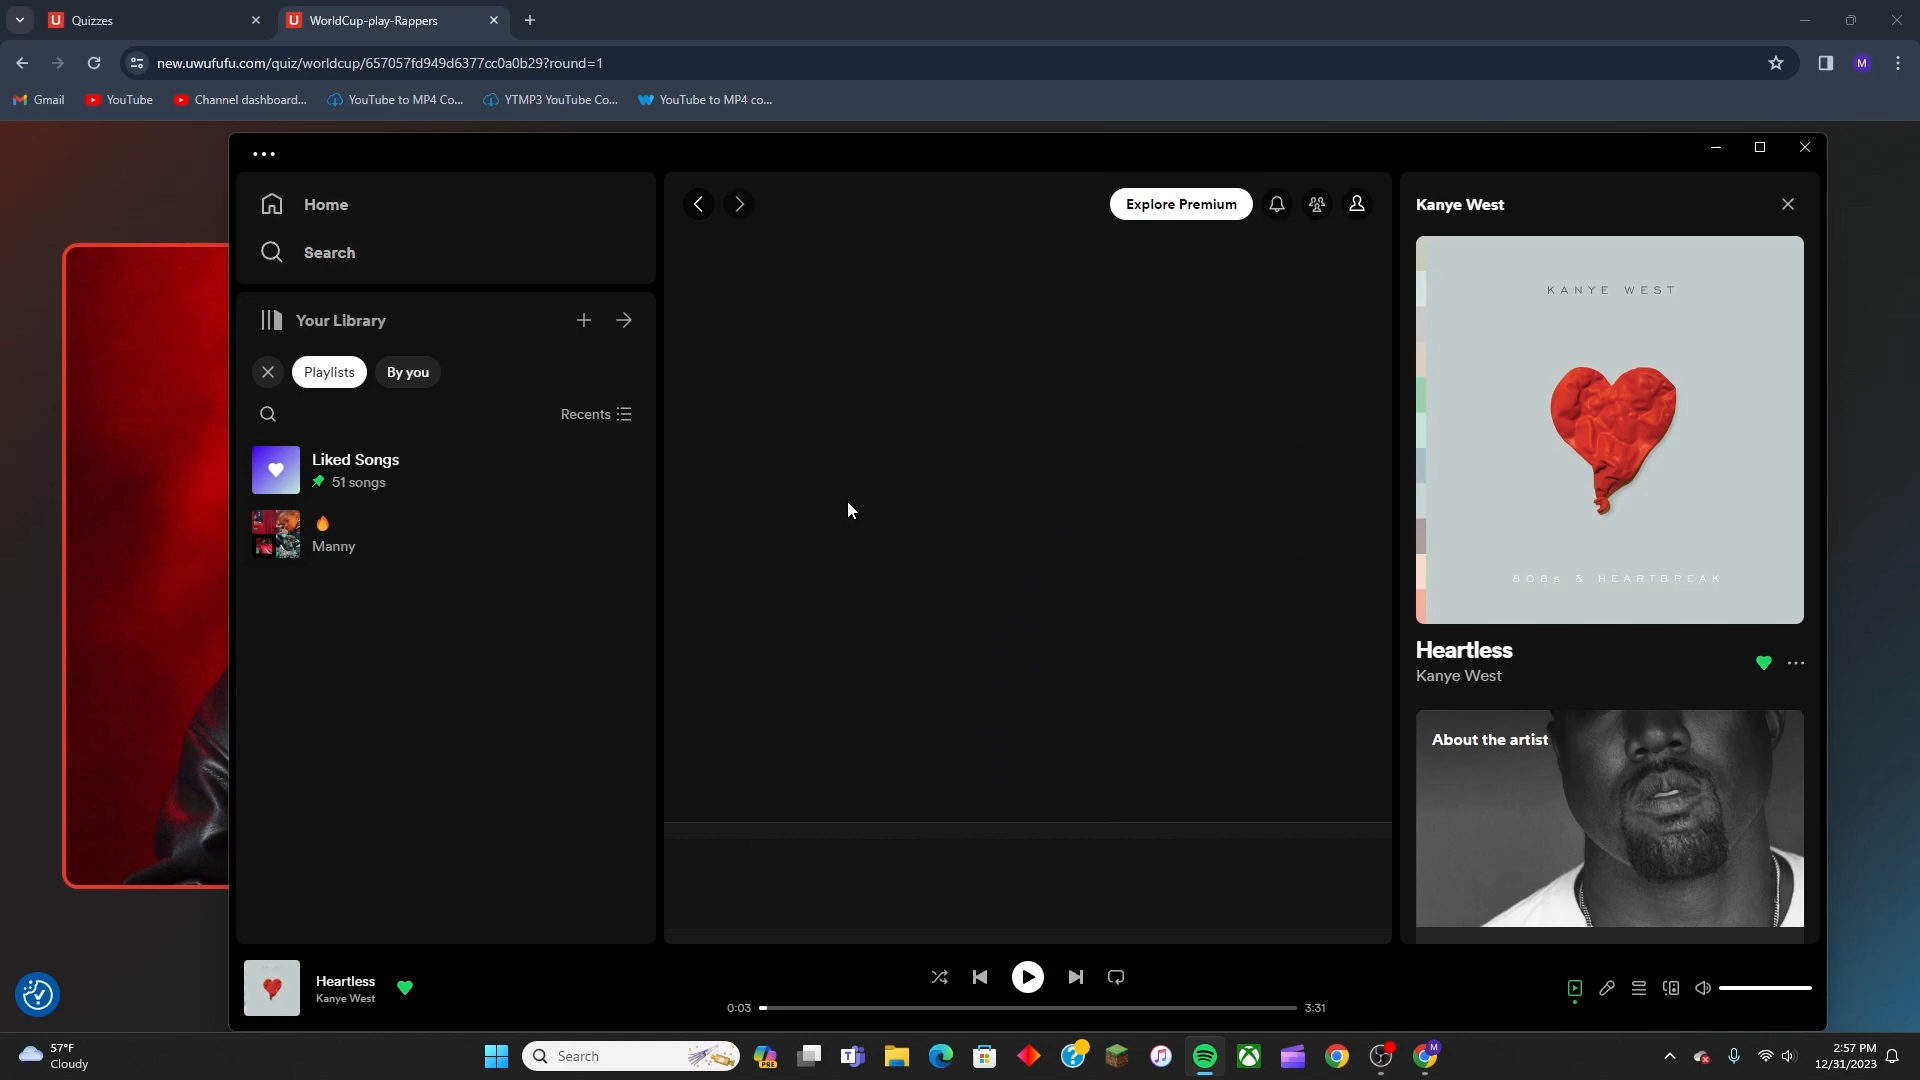 Quizzes
WorldCup-play-Rappers
new.uwufufu.com/quiz/worldcup/657057fd949d6377cc0a0b29?round=1
M
Gmail
YouTube
Channel dashboard...
YouTube to MP4 Co...
YTMP3 YouTube Co...
YouTube to MP4 co...
Home
Search
Your Library
Playlists
By you
Recents
Liked Songs
51 songs
Manny
Explore Premium
Kanye West
KANYE WEST
808s & HEARTBREAK
Heartless
Kanye West
About the artist
Heartless
Kanye West
0:03
3:31
57°F
Cloudy
Search
PRE
M
2:57 PM
12/31/2023